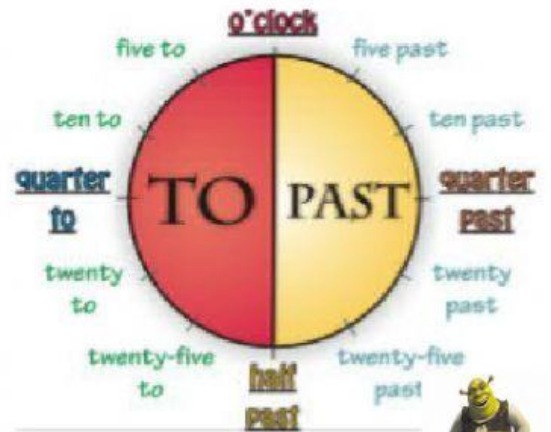 o'clock
five to
five past
ten to
ten past
quarter
to
TO
PAST
quarter
past
twenty
to
twenty
past
twenty-five
to
half
past
twenty-five
past